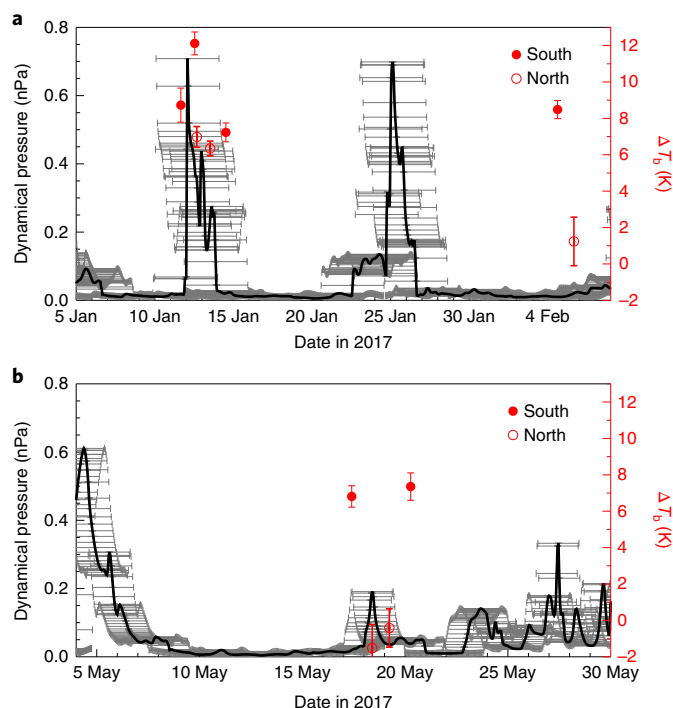 a
0.8
0.6
0.4
0.2
0.0
Dynamical pressure (nPa)
South
North
12
10
8
6
4
2
0
−2
Δ Tb (K)
5 Jan
10 Jan
15 Jan
20 Jan
25 Jan
30 Jan
4 Feb
Date in 2017
b
0.8
0.6
0.4
0.2
0.0
Dynamical pressure (nPa)
South
North
12
10
8
6
4
2
0
−2
Δ Tb (K)
5 May
10 May
15 May
20 May
25 May
30 May
Date in 2017